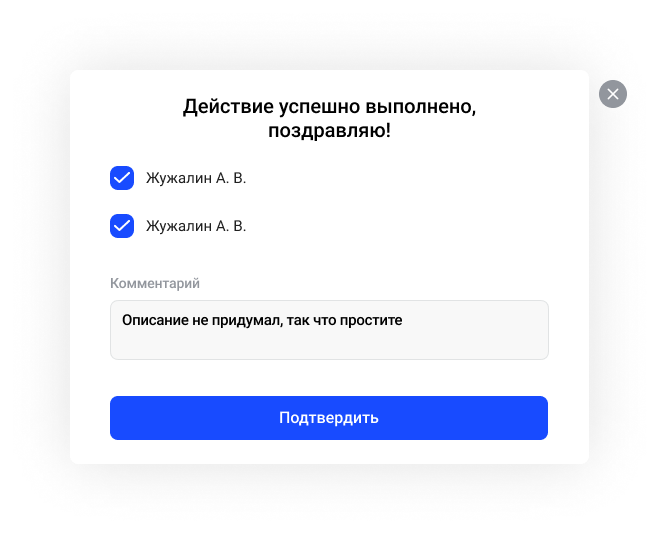 Действие успешно выполнено,
поздравляю!
Жужалин А. В.
Жужалин А. В.
Комментарий
Описание не придумал, так что простите
Подтвердить